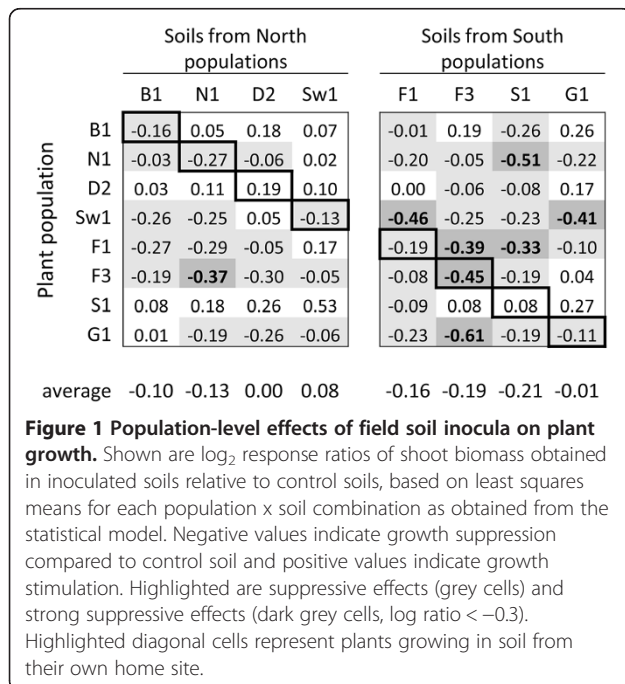 Soils from North populations
Soils from South populations
B1 N1 D2 Sw1 F1 F3 S1 G1
Plant population
B1 -0.16 0.05 0.18 0.07 -0.01 0.19 -0.26 0.26
N1 -0.03 -0.27 -0.06 0.02 -0.20 -0.05 -0.51 -0.22
D2 0.03 0.11 0.19 0.10 0.00 -0.06 -0.08 0.17
Sw1 -0.26 -0.25 0.05 -0.13 -0.46 -0.25 -0.23 -0.41
F1 -0.27 -0.29 -0.05 0.17 -0.19 -0.39 -0.33 -0.10
F3 -0.19 -0.37 -0.30 -0.05 -0.08 -0.45 -0.19 0.04
S1 0.08 0.18 0.26 0.53 -0.09 0.08 0.08 0.27
G1 0.01 -0.19 -0.26 -0.06 -0.23 -0.61 -0.19 -0.11
average -0.10 -0.13 0.00 0.08 -0.16 -0.19 -0.21 -0.01
Figure 1 Population-level effects of field soil inocula on plant
growth. Shown are log₂ response ratios of shoot biomass obtained
in inoculated soils relative to control soils, based on least squares
means for each population x soil combination as obtained from the
statistical model. Negative values indicate growth suppression
compared to control soil and positive values indicate growth
stimulation. Highlighted are suppressive effects (grey cells) and
strong suppressive effects (dark grey cells, log ratio < −0.3).
Highlighted diagonal cells represent plants growing in soil from
their own home site.